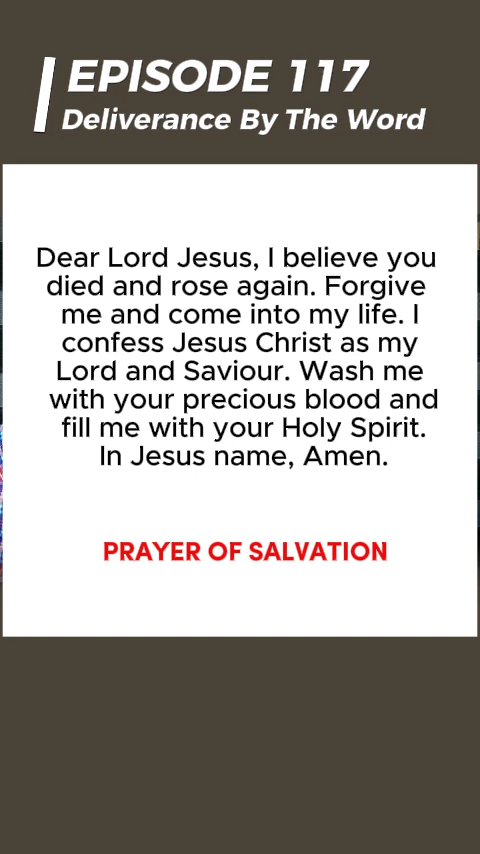 EPISODE 117
Deliverance By The Word
Dear Lord Jesus, I believe you
died and rose again. Forgive
me and come into my life. I
confess Jesus Christ as my
Lord and Saviour. Wash me
with your precious blood and
fill me with your Holy Spirit.
In Jesus name, Amen.
PRAYER OF SALVATION